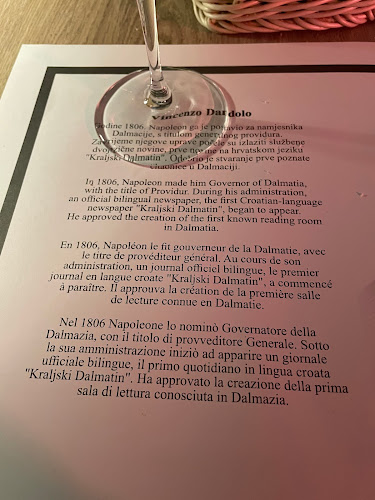 Vincenzo Dandolo
Godine 1806. Napoleon ga je postavio za namjesnika
Dalmacije, s titulom generalnog providura.
Za vrijeme njegove uprave počele su izlaziti službene
dvojezične novine, prve novine na hrvatskom jeziku
"Kraljski Dalmatin". Odobrio je stvaranje prve poznate
čitaonice u Dalmaciji.
In 1806, Napoleon made him Governor of Dalmatia,
with the title of Providur. During his administration,
an official bilingual newspaper, the first Croatian-language
newspaper "Kraljski Dalmatin", began to appear.
He approved the creation of the first known reading room
in Dalmatia.
En 1806, Napoléon le fit gouverneur de la Dalmatie, avec
le titre de provéditeur général. Au cours de son
administration, un journal officiel bilingue, le premier
journal en langue croate "Kraljski Dalmatin", a commencé
à paraître. Il approuva la création de la première salle
de lecture connue en Dalmatie.
Nel 1806 Napoleone lo nominò Governatore della
Dalmazia, con il titolo di provveditore Generale. Sotto
la sua amministrazione iniziò ad apparire un giornale
ufficiale bilingue, il primo quotidiano in lingua croata
"Kraljski Dalmatin". Ha approvato la creazione della prima
sala di lettura conosciuta in Dalmazia.